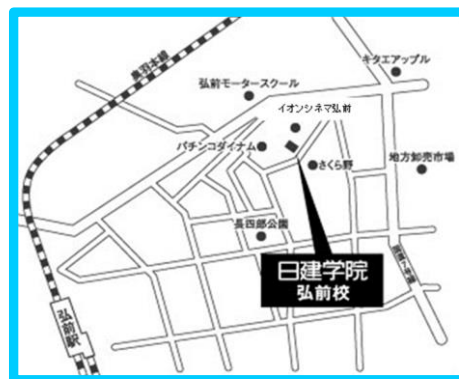 奥羽本線
キタエアップル
弘前モータースクール
イオンシネマ弘前
パチンコダイナム
さくら野
地方卸売市場
長四郎公園
日建学院
弘前校
弘前駅